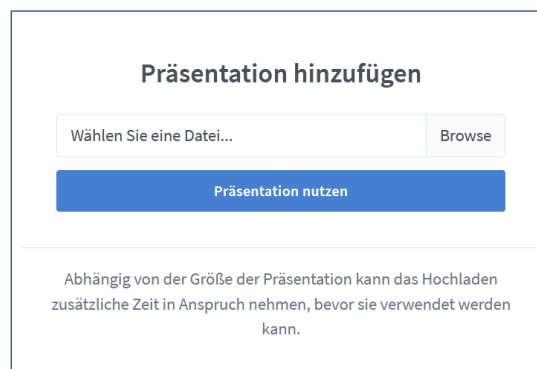 Präsentation hinzufügen
Wählen Sie eine Datei... Browse
Präsentation nutzen
Abhängig von der Größe der Präsentation kann das Hochladen
zusätzliche Zeit in Anspruch nehmen, bevor sie verwendet werden
kann.